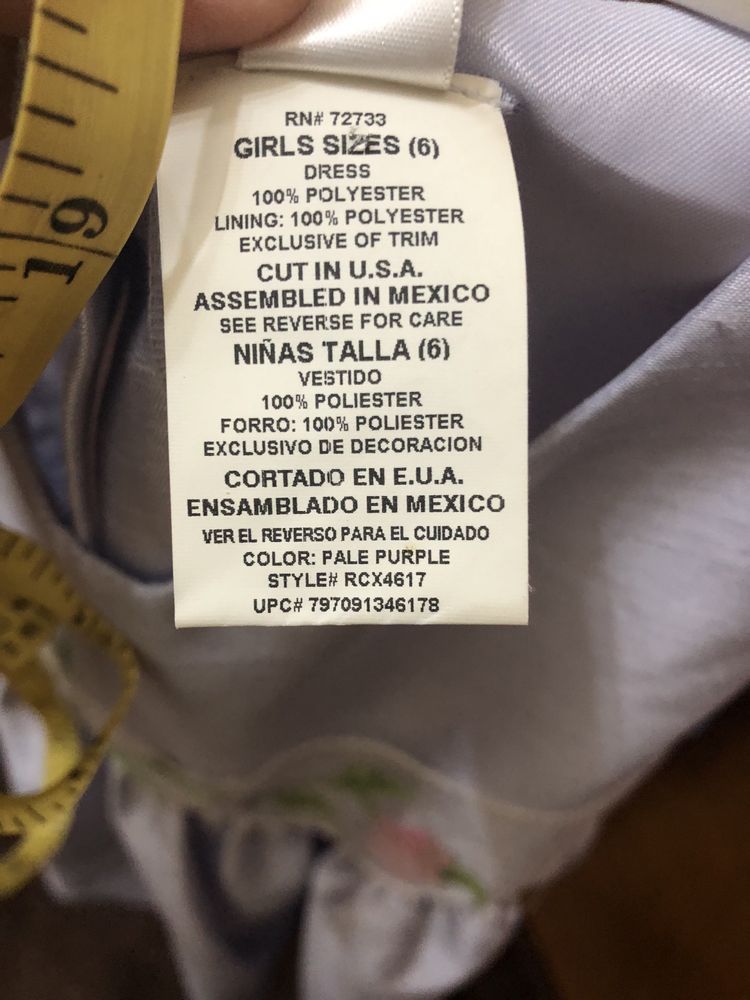 RN# 72733
GIRLS SIZES (6)
DRESS
100% POLYESTER
LINING: 100% POLYESTER
EXCLUSIVE OF TRIM
CUT IN U.S.A.
ASSEMBLED IN MEXICO
SEE REVERSE FOR CARE
NIÑAS TALLA (6)
VESTIDO
100% POLIESTER
FORRO: 100% POLIESTER
EXCLUSIVO DE DECORACION
CORTADO EN E.U.A.
ENSAMBLADO EN MEXICO
VER EL REVERSO PARA EL CUIDADO
COLOR: PALE PURPLE
STYLE# RCX4617
UPC# 797091346178
19